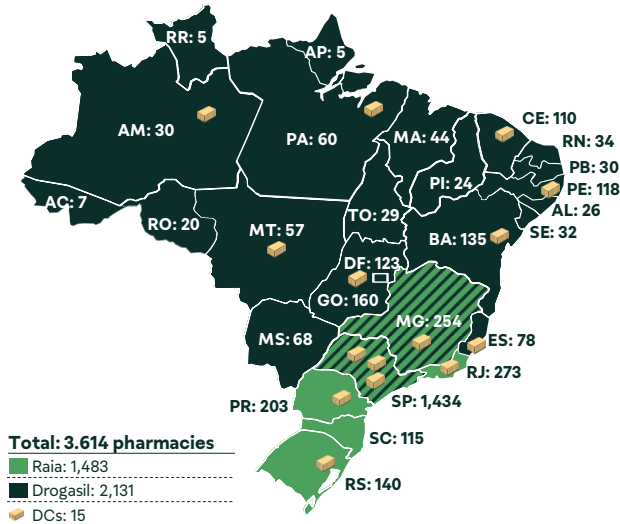 RR: 5
AP: 5
AM: 30
PA: 60
MA: 44
CE: 110
RN: 34
PB: 30
PE: 118
AL: 26
SE: 32
PI: 24
AC: 7
RO: 20
TO: 29
MT: 57
BA: 135
DF: 123
GO: 160
MG: 254
MS: 68
ES: 78
RJ: 273
SP: 1,434
PR: 203
SC: 115
RS: 140
Total: 3.614 pharmacies
Raia: 1,483
Drogasil: 2,131
DCs: 15